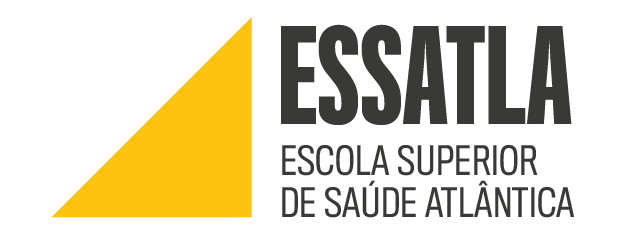 ESSATLA
ESCOLA SUPERIOR
DE SAÚDE ATLÂNTICA